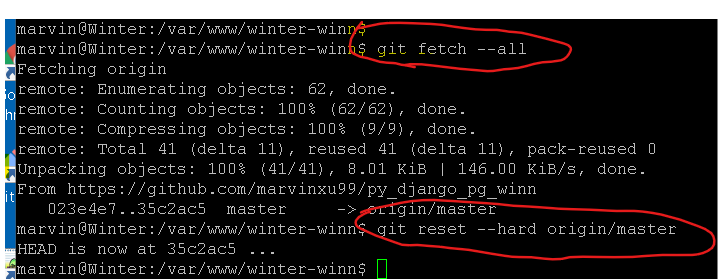 marvin@Winter:/var/www/winter-winn$
marvin@Winter:/var/www/winter-winn$ git fetch --all
Fetching origin
remote: Enumerating objects: 62, done.
remote: Counting objects: 100% (62/62), done.
remote: Compressing objects: 100% (9/9), done.
remote: Total 41 (delta 11), reused 41 (delta 11), pack-reused 0
Unpacking objects: 100% (41/41), 8.01 KiB | 146.00 KiB/s, done.
From https://github.com/marvinxu99/py_django_pg_winn
   023e4e7..35c2ac5  master     -> origin/master
marvin@Winter:/var/www/winter-winn$ git reset --hard origin/master
HEAD is now at 35c2ac5 ...
marvin@Winter:/var/www/winter-winn$